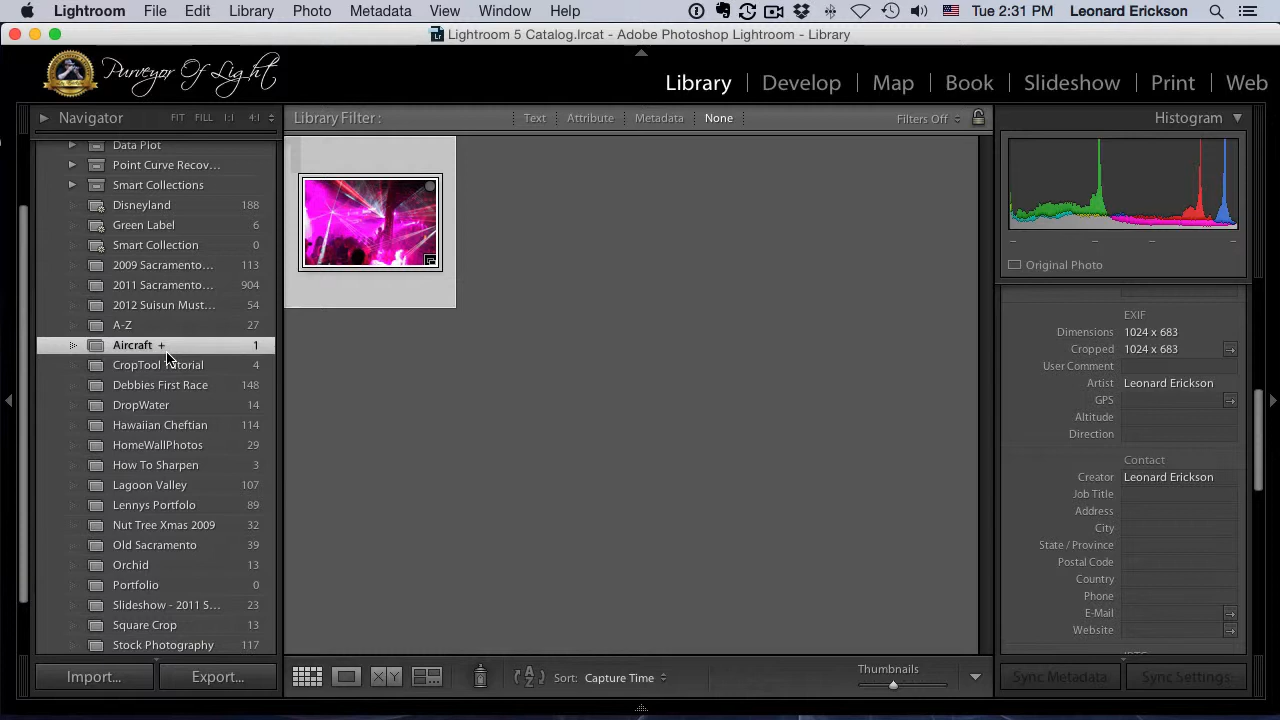 Lightroom File Edit Library Photo Metadata View Window Help Tue 2:31 PM Leonard Erickson
Lightroom 5 Catalog.lrcat - Adobe Photoshop Lightroom - Library
Purveyor Of Light
Library | Develop | Map | Book | Slideshow | Print | Web
Navigator FIT FILL 1:1 4:1
Library Filter : Text Attribute Metadata None Filters Off
Histogram
Data Plot
Point Curve Recov...
Smart Collections
Disneyland 188
Green Label 6
Smart Collection 0
2009 Sacramento... 113
2011 Sacramento... 904
2012 Suisun Must... 54
A-Z 27
Aircraft + 1
CropTool Tutorial 4
Debbies First Race 148
DropWater 14
Hawaiian Cheftian 114
HomeWallPhotos 29
How To Sharpen 3
Lagoon Valley 107
Lennys Portfolo 89
Nut Tree Xmas 2009 32
Old Sacramento 39
Orchid 13
Portfolio 0
Slideshow - 2011 S... 23
Square Crop 13
Stock Photography 117
Import... Export...
Sort: Capture Time
Thumbnails
Original Photo
EXIF
Dimensions 1024 x 683
Cropped 1024 x 683
User Comment
Artist Leonard Erickson
GPS
Altitude
Direction
Contact
Creator Leonard Erickson
Job Title
Address
City
State / Province
Postal Code
Country
Phone
E-Mail
Website
Sync Metadata Sync Settings